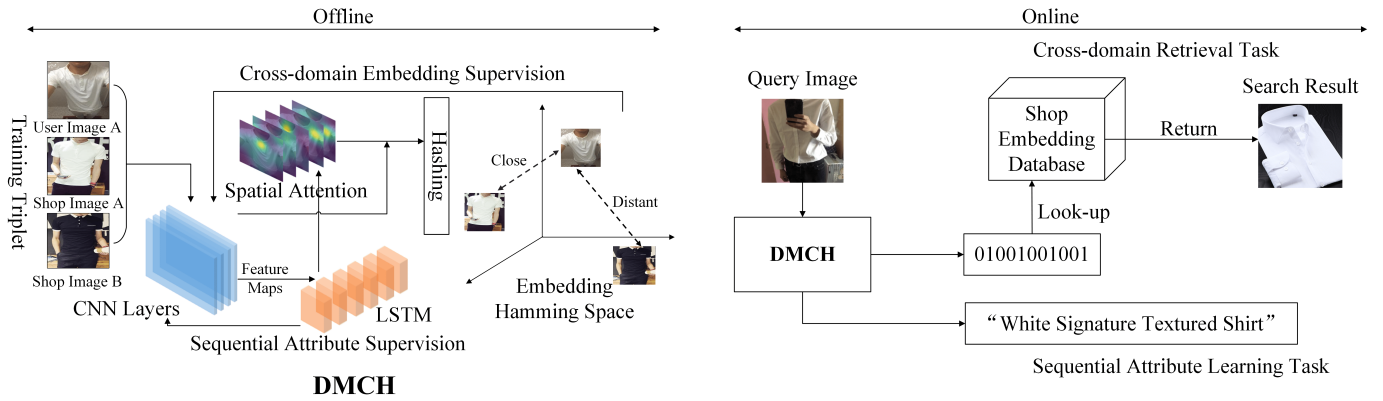 Offline
Cross-domain Embedding Supervision
Training Triplet
User Image A
Shop Image A
Shop Image B
Spatial Attention
Hashing
Close
Distant
CNN Layers
Feature
Maps
LSTM
Embedding
Hamming Space
Sequential Attribute Supervision
DMCH
Online
Cross-domain Retrieval Task
Query Image
Shop
Embedding
Database
Return
Search Result
Look-up
DMCH
01001001001
“White Signature Textured Shirt”
Sequential Attribute Learning Task